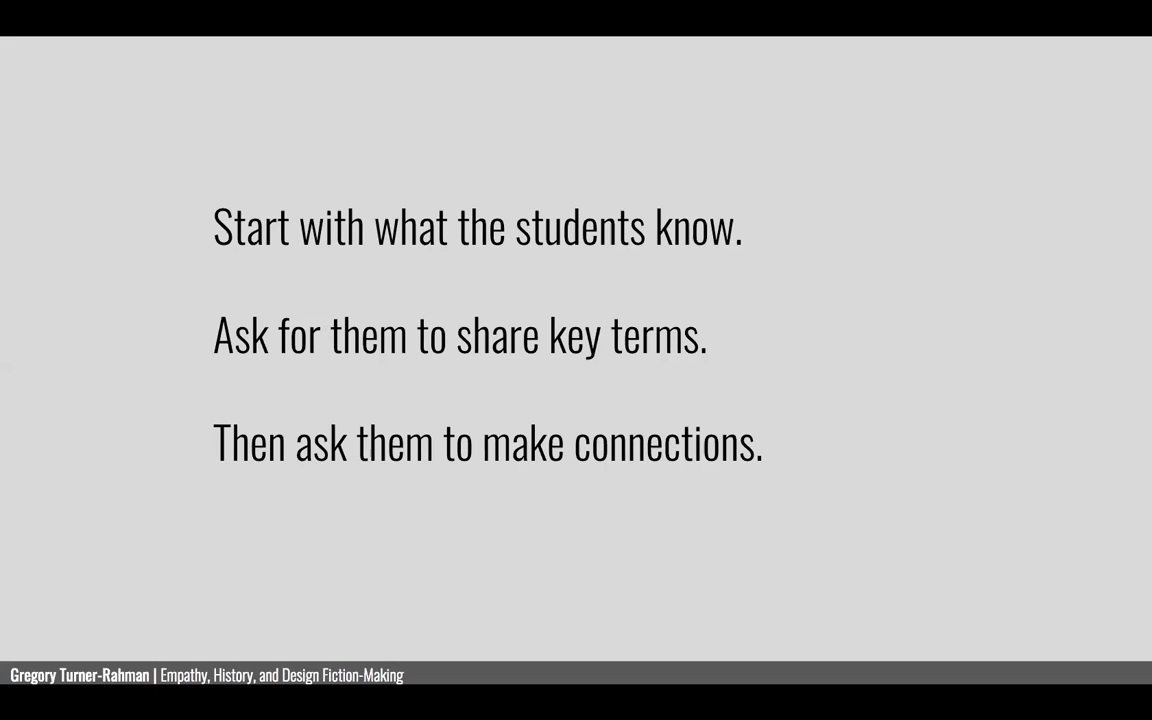 Start with what the students know.
Ask for them to share key terms.
Then ask them to make connections.
Gregory Turner-Rahman | Empathy, History, and Design Fiction-Making